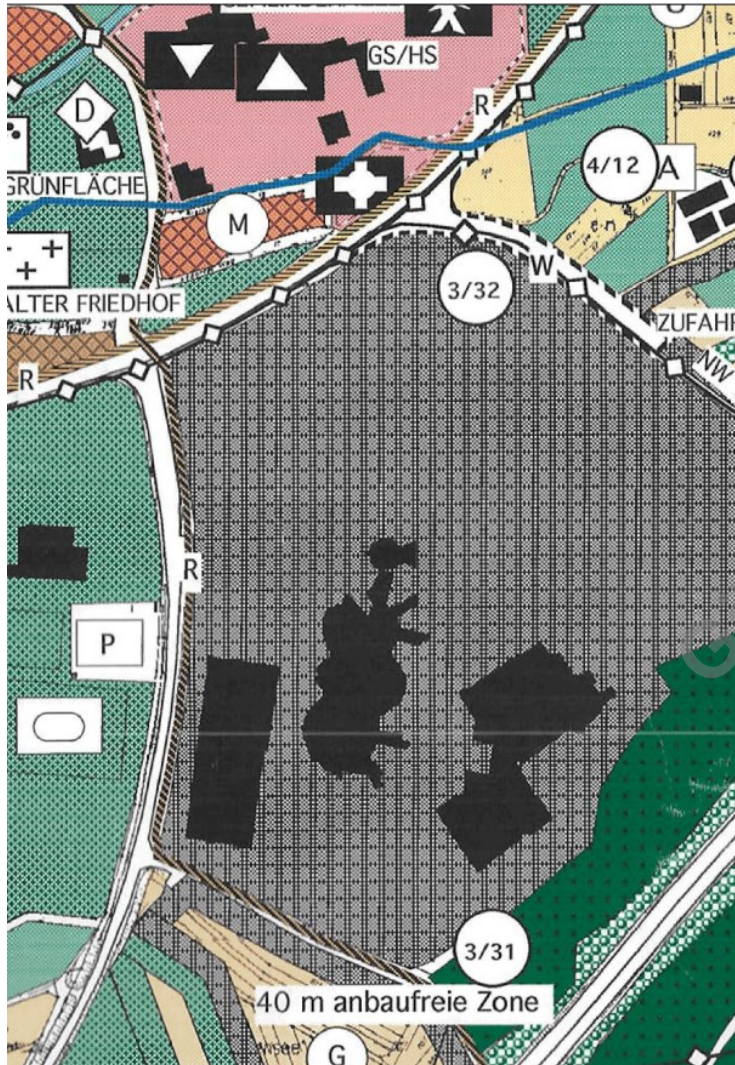 GS/HS
R
D
4/12
A
GRÜNFLÄCHE
M
3/32
W
ALTER FRIEDHOF
ZUFAHR
NW
R
R
P
3/31
40 m anbaufreie Zone
G